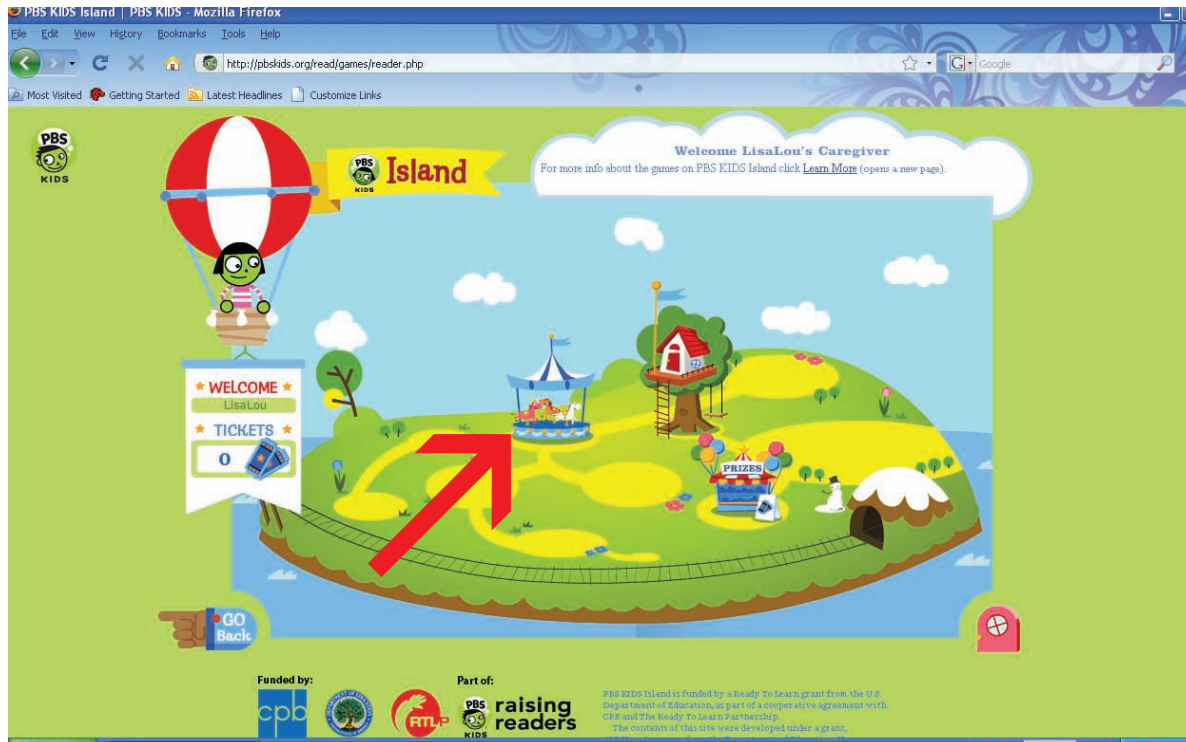 PBS KIDS Island | PBS KIDS - Mozilla Firefox
File Edit View History Bookmarks Tools Help
http://pbskids.org/read/games/reader.php
G Google
Most Visited Getting Started Latest Headlines Customize Links
PBS
KIDS
PBS
KIDS
Island
Welcome LisaLou's Caregiver
For more info about the games on PBS KIDS Island click Learn More (opens a new page).
WELCOME
LisaLou
TICKETS
0
PRIZES
GO
Back
Funded by:
Part of:
cpb
RTLP
PBS
KIDS
raising
readers
PBS KIDS Island is funded by a Ready To Learn grant from the U.S.
Department of Education, as part of a cooperative agreement with
CPB and The Ready To Learn Partnership.
The contents of this site were developed under a grant,